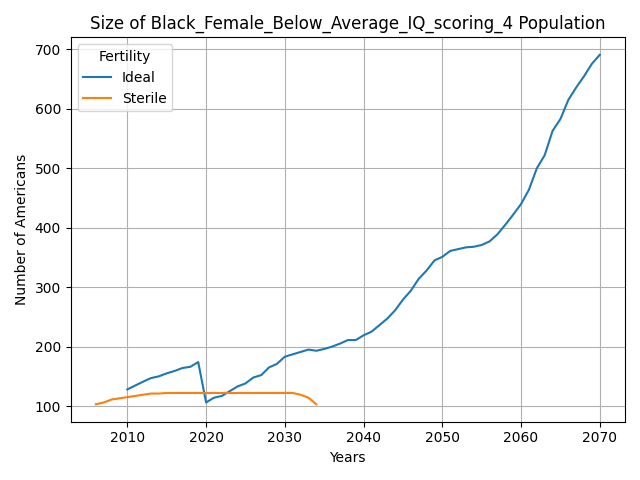 Size of Black_Female_Below_Average_IQ_scoring_4 Population
Number of Americans
700
600
500
400
300
200
100
Fertility
Ideal
Sterile
2010 2020 2030 2040 2050 2060 2070
Years